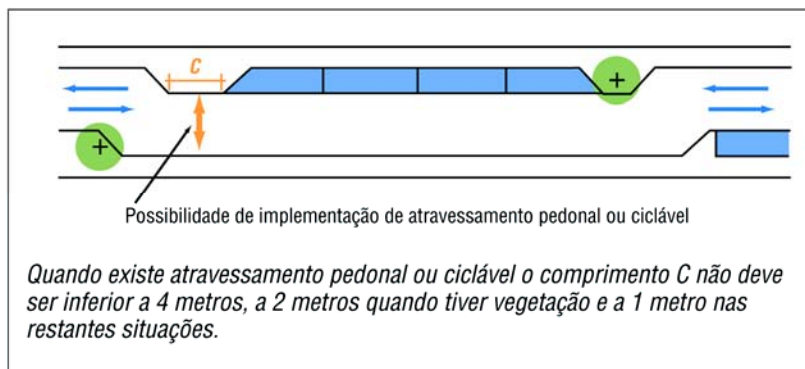 C
Possibilidade de implementação de atravessamento pedonal ou ciclável
Quando existe atravessamento pedonal ou ciclável o comprimento C não deve
ser inferior a 4 metros, a 2 metros quando tiver vegetação e a 1 metro nas
restantes situações.